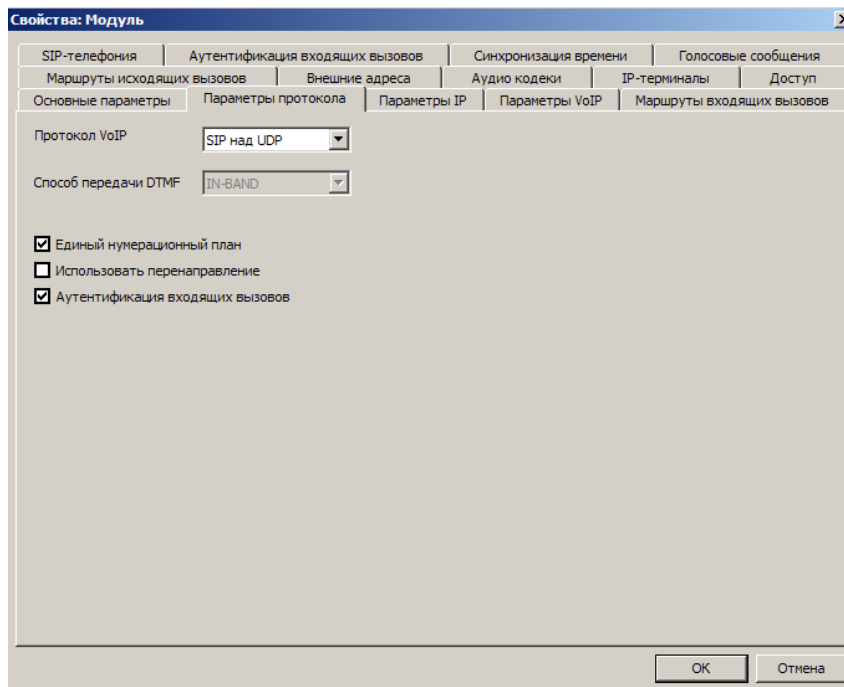 Свойства: Модуль
SIP-телефония Аутентификация входящих вызовов Синхронизация времени Голосовые сообщения
Маршруты исходящих вызовов Внешние адреса Аудио кодеки IP-терминалы Доступ
Основные параметры Параметры протокола Параметры IP Параметры VoIP Маршруты входящих вызовов
Протокол VoIP SIP над UDP
Способ передачи DTMF IN-BAND
Единый нумерационный план
Использовать перенаправление
Аутентификация входящих вызовов
OK Отмена